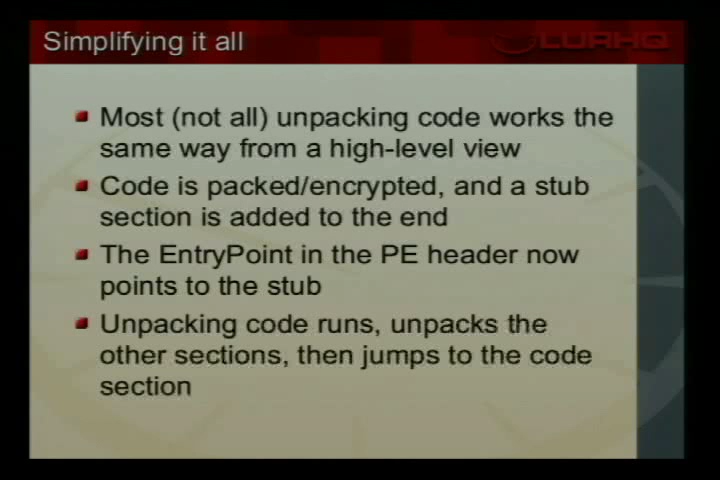 Simplifying it all
LURHQ
Most (not all) unpacking code works the
same way from a high-level view
Code is packed/encrypted, and a stub
section is added to the end
The EntryPoint in the PE header now
points to the stub
Unpacking code runs, unpacks the
other sections, then jumps to the code
section